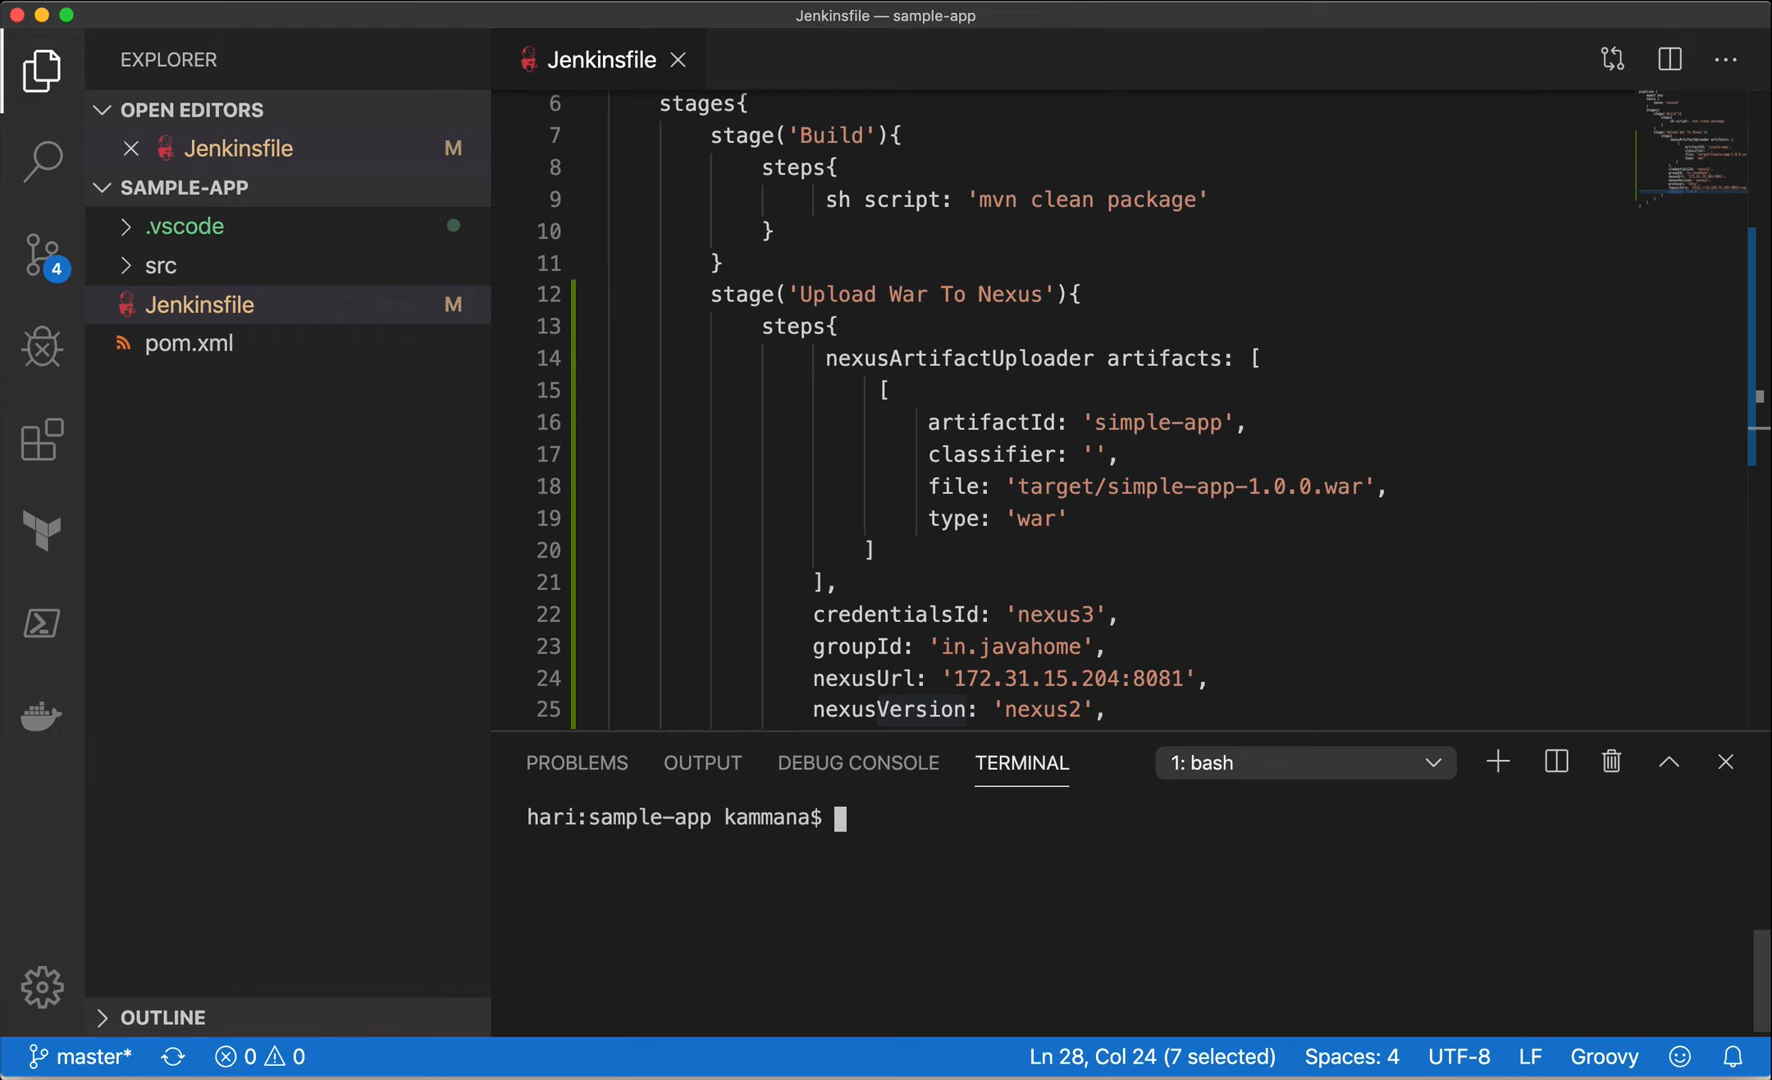 Jenkinsfile — sample-app
EXPLORER
OPEN EDITORS
Jenkinsfile M
SAMPLE-APP
.vscode
src
Jenkinsfile M
pom.xml
4
OUTLINE
Jenkinsfile
6 stages{
7 stage('Build'){
8 steps{
9 sh script: 'mvn clean package'
10 }
11 }
12 stage('Upload War To Nexus'){
13 steps{
14 nexusArtifactUploader artifacts: [
15 [
16 artifactId: 'simple-app',
17 classifier: '',
18 file: 'target/simple-app-1.0.0.war',
19 type: 'war'
20 ]
21 ],
22 credentialsId: 'nexus3',
23 groupId: 'in.javahome',
24 nexusUrl: '172.31.15.204:8081',
25 nexusVersion: 'nexus2',
PROBLEMS OUTPUT DEBUG CONSOLE TERMINAL 1: bash
hari:sample-app kammana$
master* 0 0 Ln 28, Col 24 (7 selected) Spaces: 4 UTF-8 LF Groovy